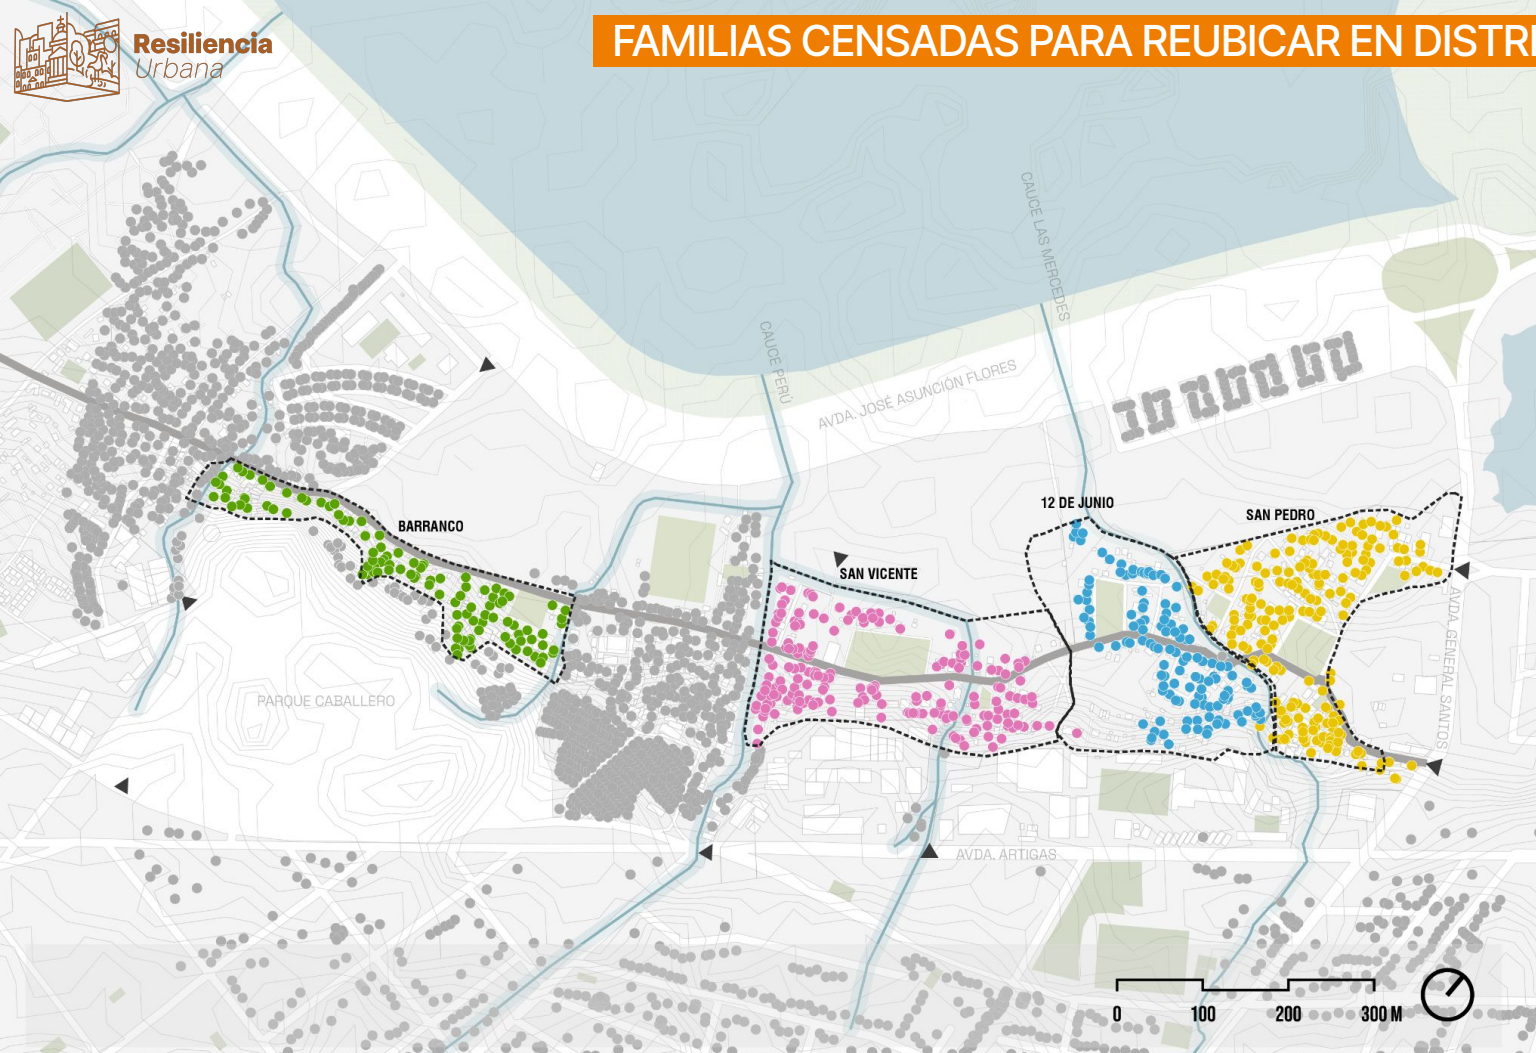 Resiliencia
Urbana
FAMILIAS CENSADAS PARA REUBICAR EN DISTRI
CAUCE LAS MERCEDES
CAUCE PERÚ
AVDA. JOSÉ ASUNCIÓN FLORES
12 DE JUNIO
SAN PEDRO
BARRANCO
SAN VICENTE
AVDA. GENERAL SANTOS
PARQUE CABALLERO
AVDA. ARTIGAS
0 100 200 300 M